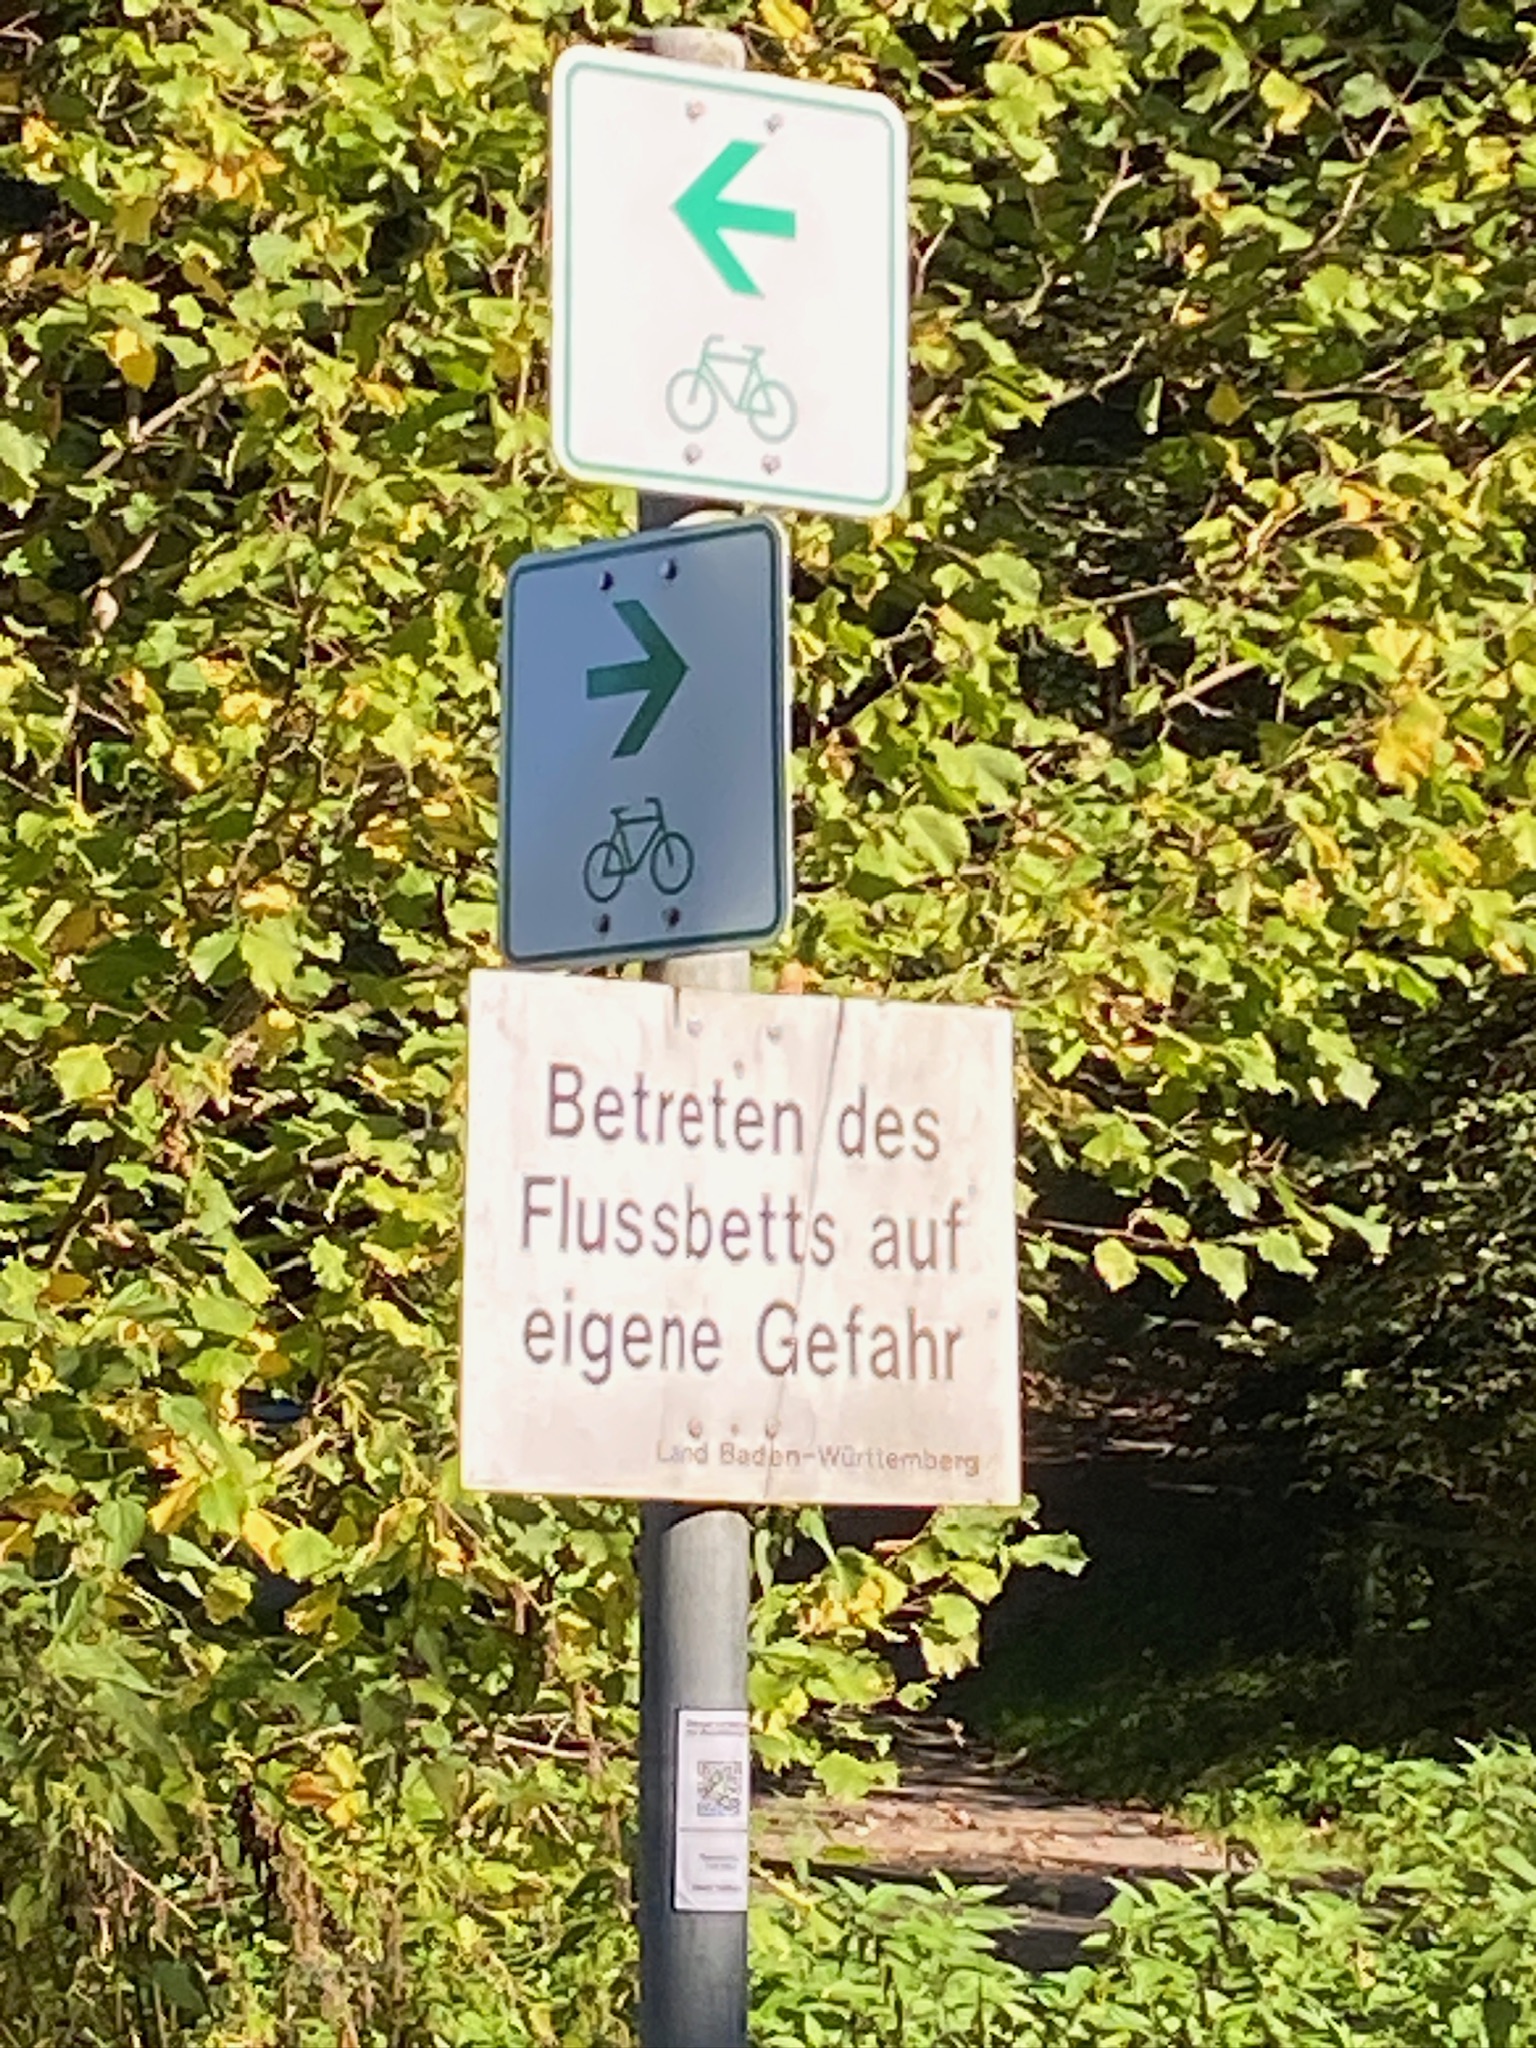 Betreten des
Flussbetts auf
eigene Gefahr
Land Baden-Württemberg